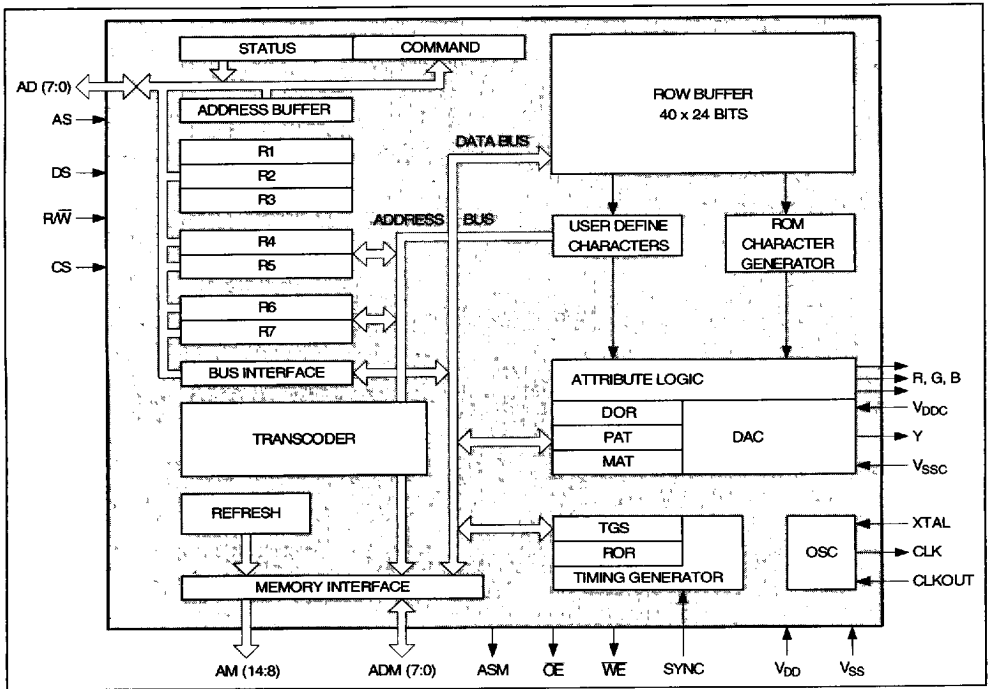 STATUS
COMMAND
AD (7:0)
ADDRESS BUFFER
AS
R1
R2
R3
DS
R/W̅
CS
R4
R5
R6
R7
BUS INTERFACE
TRANSCODER
REFRESH
MEMORY INTERFACE
DATA BUS
ADDRESS BUS
ROW BUFFER
40 x 24 BITS
USER DEFINE
CHARACTERS
ROM
CHARACTER
GENERATOR
ATTRIBUTE LOGIC
DOR
PAT
MAT
DAC
R, G, B
VDDC
Y
VSSC
TGS
ROR
TIMING GENERATOR
OSC
XTAL
CLK
CLKOUT
AM (14:8)
ADM (7:0)
ASM
O̅E̅
W̅E̅
SYNC
VDD
VSS